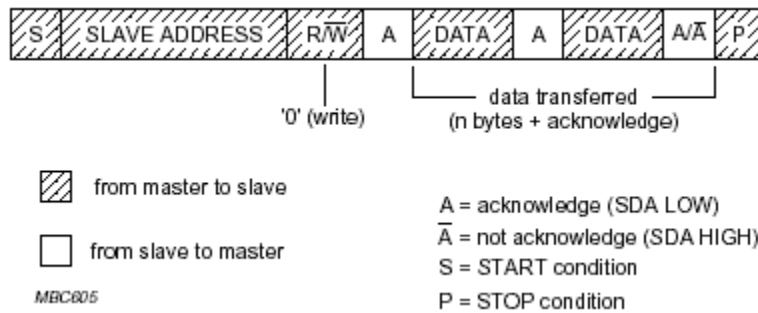 S SLAVE ADDRESS R/W̅ A DATA A DATA A/A̅ P
'0' (write)
data transferred
(n bytes + acknowledge)
from master to slave
from slave to master
A = acknowledge (SDA LOW)
A̅ = not acknowledge (SDA HIGH)
S = START condition
P = STOP condition
MBC605